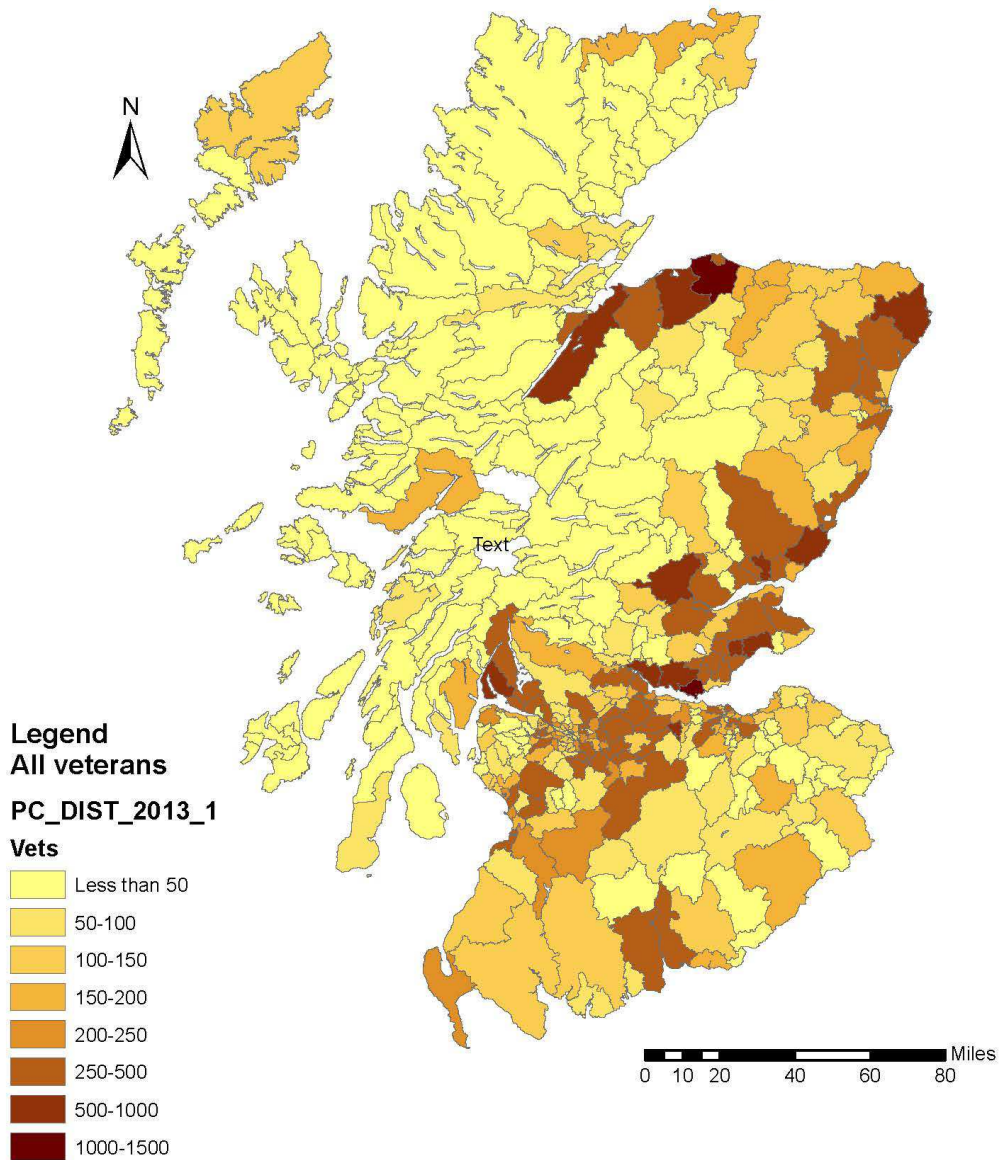 N
Text
Legend
All veterans
PC_DIST_2013_1
Vets
Less than 50
50-100
100-150
150-200
200-250
250-500
500-1000
1000-1500
Miles
0 10 20 40 60 80